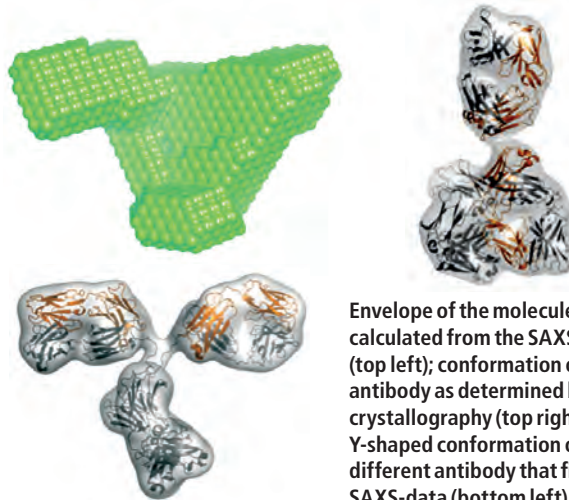 Envelope of the molecule
calculated from the SAXS
(top left); conformation
antibody as determined
crystallography (top right
Y-shaped conformation
different antibody that
SAXS-data (bottom left)